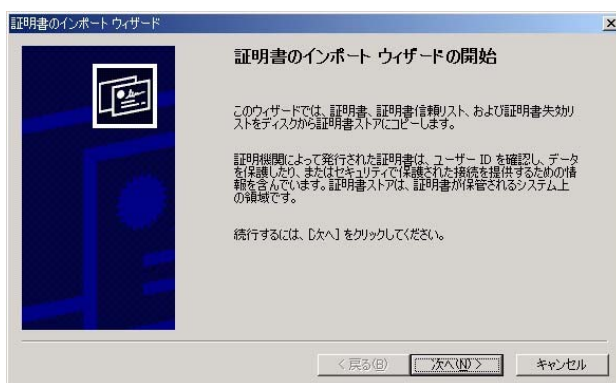 証明書のインポート ウィザード
証明書のインポート ウィザードの開始
このウィザードでは、証明書、証明書信頼リスト、および証明書失効リ
ストをディスクから証明書ストアにコピーします。
証明機関によって発行された証明書は、ユーザー ID を確認し、データ
を保護したり、またはセキュリティで保護された接続を提供するための情
報を含んでいます。証明書ストアは、証明書が保管されるシステム上
の領域です。
続行するには、[次へ] をクリックしてください。
< 戻る(B)
次へ(N) >
キャンセル